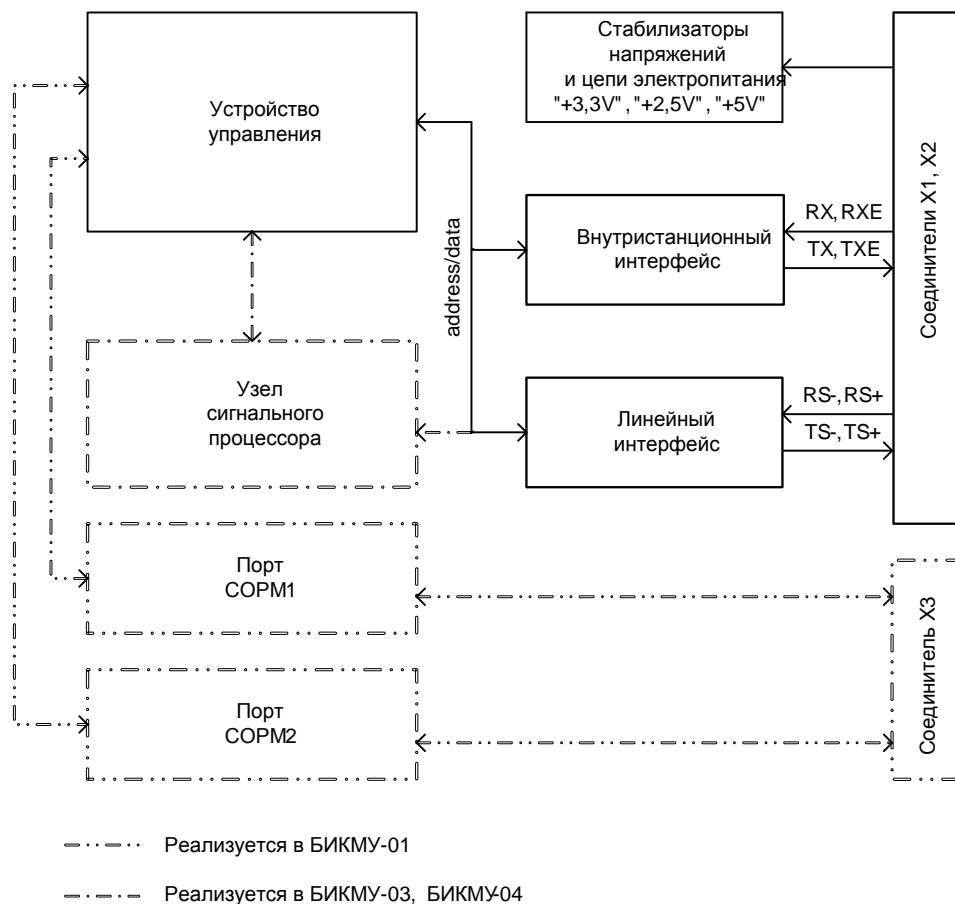 Устройство
управления
Стабилизаторы
напряжений
и цепи электропитания
"+3,3V" , "+2,5V" , "+5V"
Соединители X1, X2
address/data
Внутристанционный
интерфейс
RX, RXE
TX, TXE
Узел
сигнального
процессора
Линейный
интерфейс
RS-, RS+
TS-, TS+
Порт
СОРМ1
Порт
СОРМ2
Соединитель X3
Реализуется в БИКМУ-01
Реализуется в БИКМУ-03, БИКМУ-04